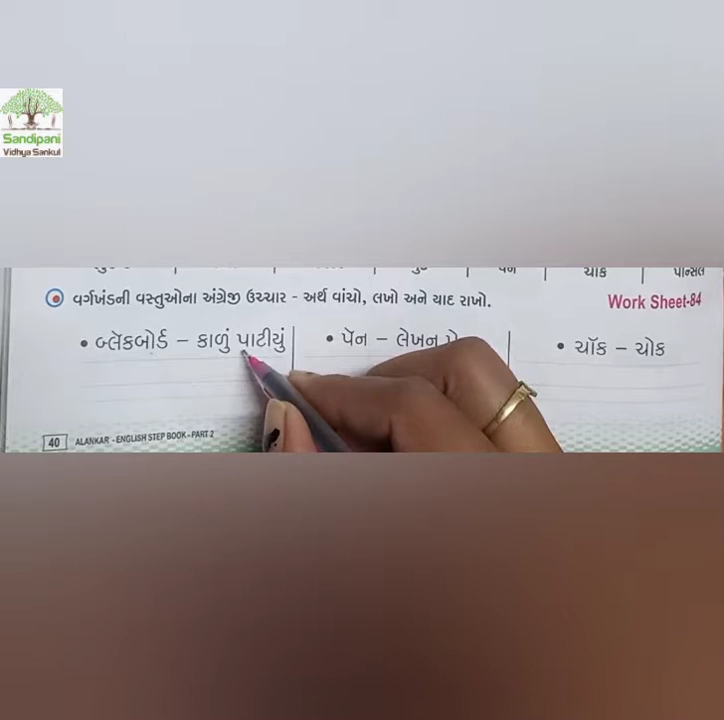 Sandipani
Vidhya Sankul
ચાક
પેન્સિલ
વર્ગખંડની વસ્તુઓના અંગ્રેજી ઉચ્ચાર - અર્થ વાંચો, લખો અને યાદ રાખો.
Work Sheet-84
• બ્લૅકબોર્ડ – કાળું પાટીયું
• પૅન – લેખન
• ચૉક – ચોક
40 ALANKAR - ENGLISH STEP BOOK - PART 2